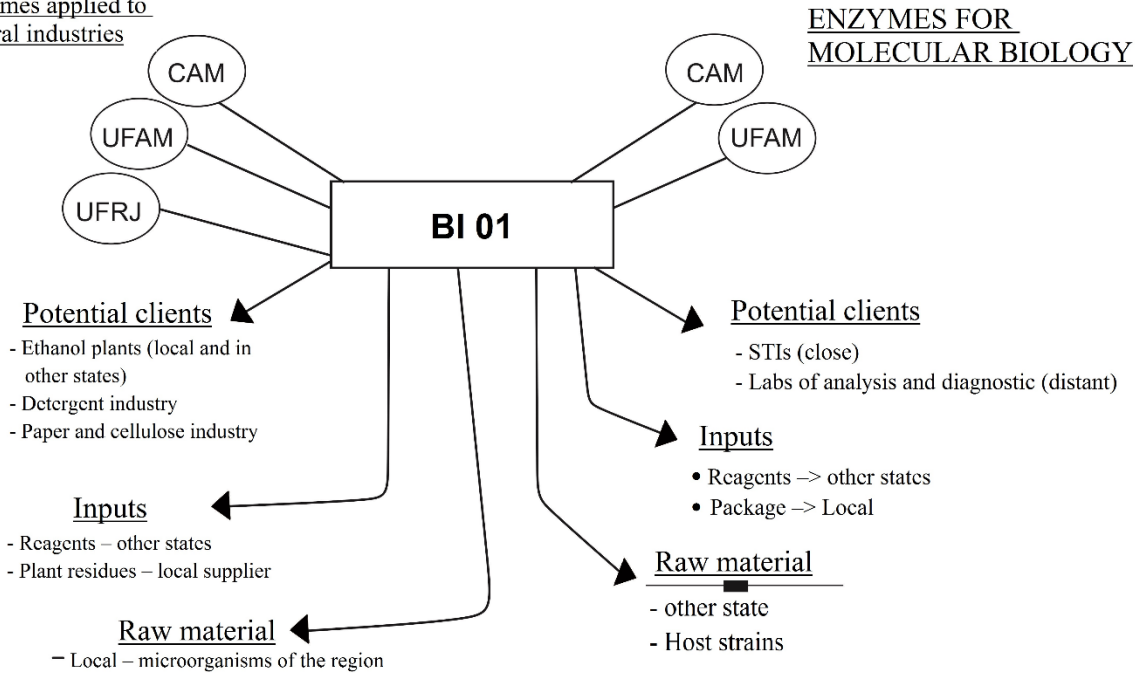 mes applied to
ral industries
ENZYMES FOR
MOLECULAR BIOLOGY
CAM
UFAM
UFRJ
CAM
UFAM
BI 01
Potential clients
- Ethanol plants (local and in
other states)
- Detergent industry
- Paper and cellulose industry
Inputs
- Reagents – other states
- Plant residues – local supplier
Raw material
– Local – microorganisms of the region
Potential clients
- STIs (close)
- Labs of analysis and diagnostic (distant)
Inputs
• Reagents –> other states
• Package –> Local
Raw material
- other state
- Host strains